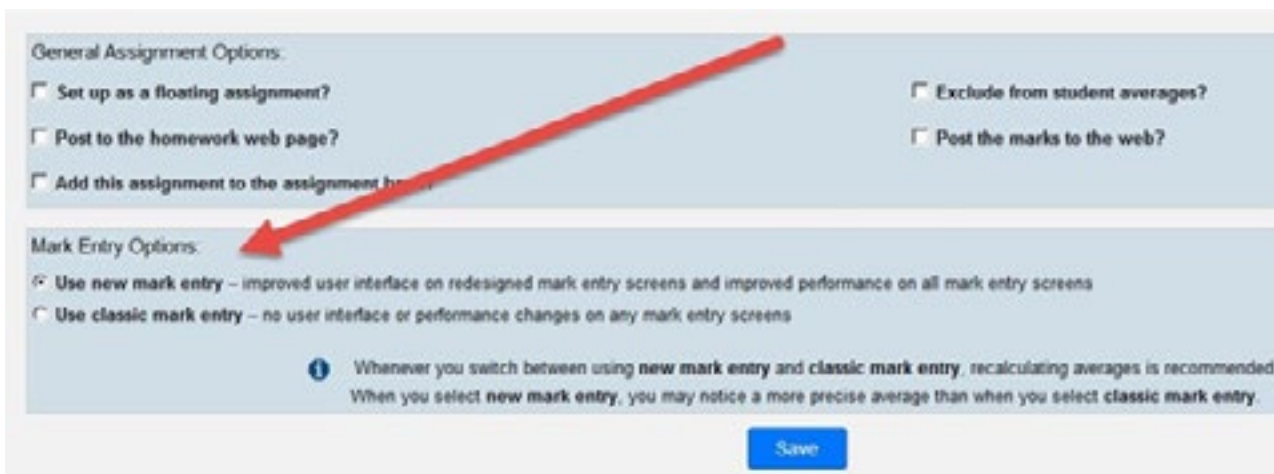 General Assignment Options:
Set up as a floating assignment? Exclude from student averages?
Post to the homework web page? Post the marks to the web?
Add this assignment to the assignment
Mark Entry Options:
Use new mark entry – improved user interface on redesigned mark entry screens and improved performance on all mark entry screens
Use classic mark entry – no user interface or performance changes on any mark entry screens
Whenever you switch between using new mark entry and classic mark entry, recalculating averages is recommended
When you select new mark entry, you may notice a more precise average than when you select classic mark entry.
Save